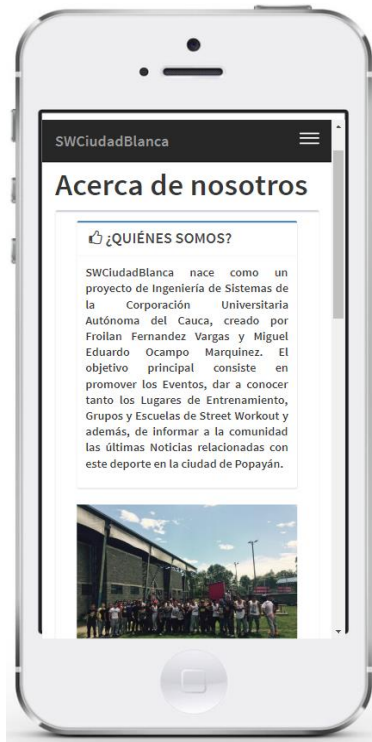 SWCiudadBlanca
Acerca de nosotros
¿QUIÉNES SOMOS?
SWCiudadBlanca nace como un
proyecto de Ingeniería de Sistemas de
la Corporación Universitaria
Autónoma del Cauca, creado por
Froilan Fernandez Vargas y Miguel
Eduardo Ocampo Marquinez. El
objetivo principal consiste en
promover los Eventos, dar a conocer
tanto los Lugares de Entrenamiento,
Grupos y Escuelas de Street Workout y
además, de informar a la comunidad
las últimas Noticias relacionadas con
este deporte en la ciudad de Popayán.